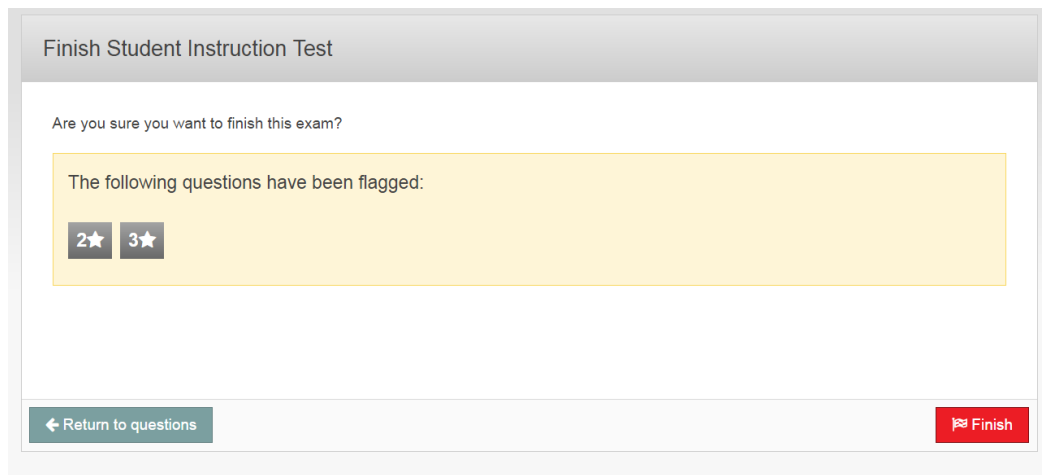 Finish Student Instruction Test
Are you sure you want to finish this exam?
The following questions have been flagged:
2★ 3★
Return to questions
Finish